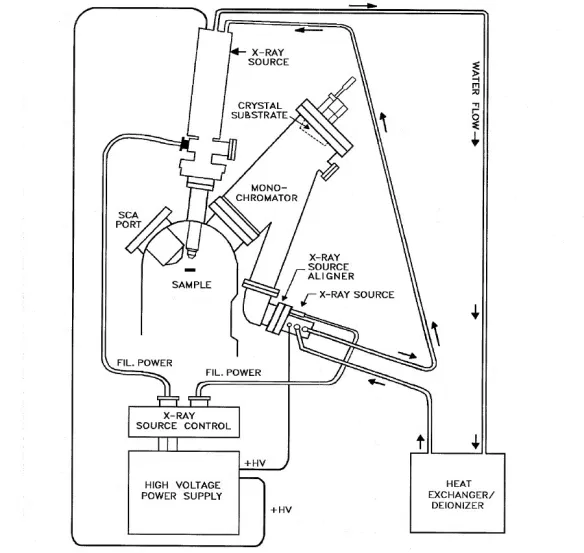 X-RAY
SOURCE
WATER FLOW
CRYSTAL
SUBSTRATE
MONO-
CHROMATOR
SCA
PORT
SAMPLE
X-RAY
SOURCE
ALIGNER
X-RAY SOURCE
FIL. POWER
FIL. POWER
X-RAY
SOURCE CONTROL
+HV
HIGH VOLTAGE
POWER SUPPLY
+HV
HEAT
EXCHANGER/
DEIONIZER